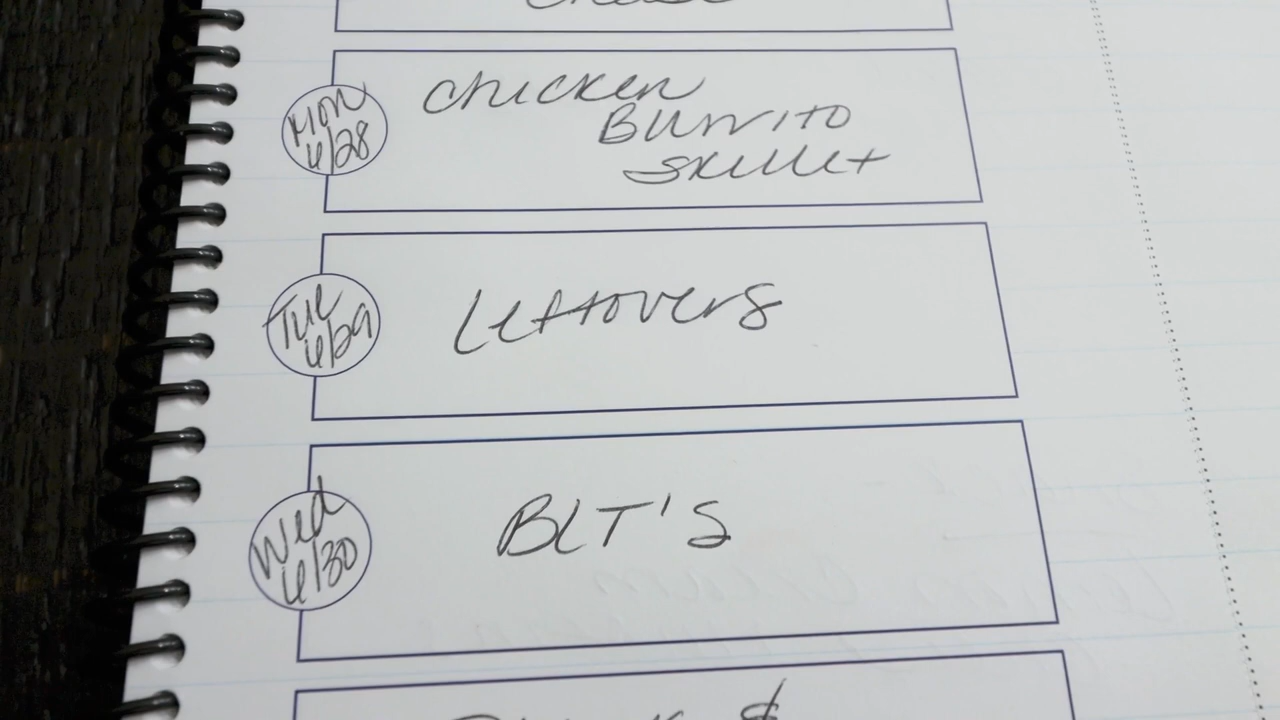 Mon
6/28
Chicken
Burrito
Skillet
Tue
6/29
Leftovers
Wed
6/30
BLT's